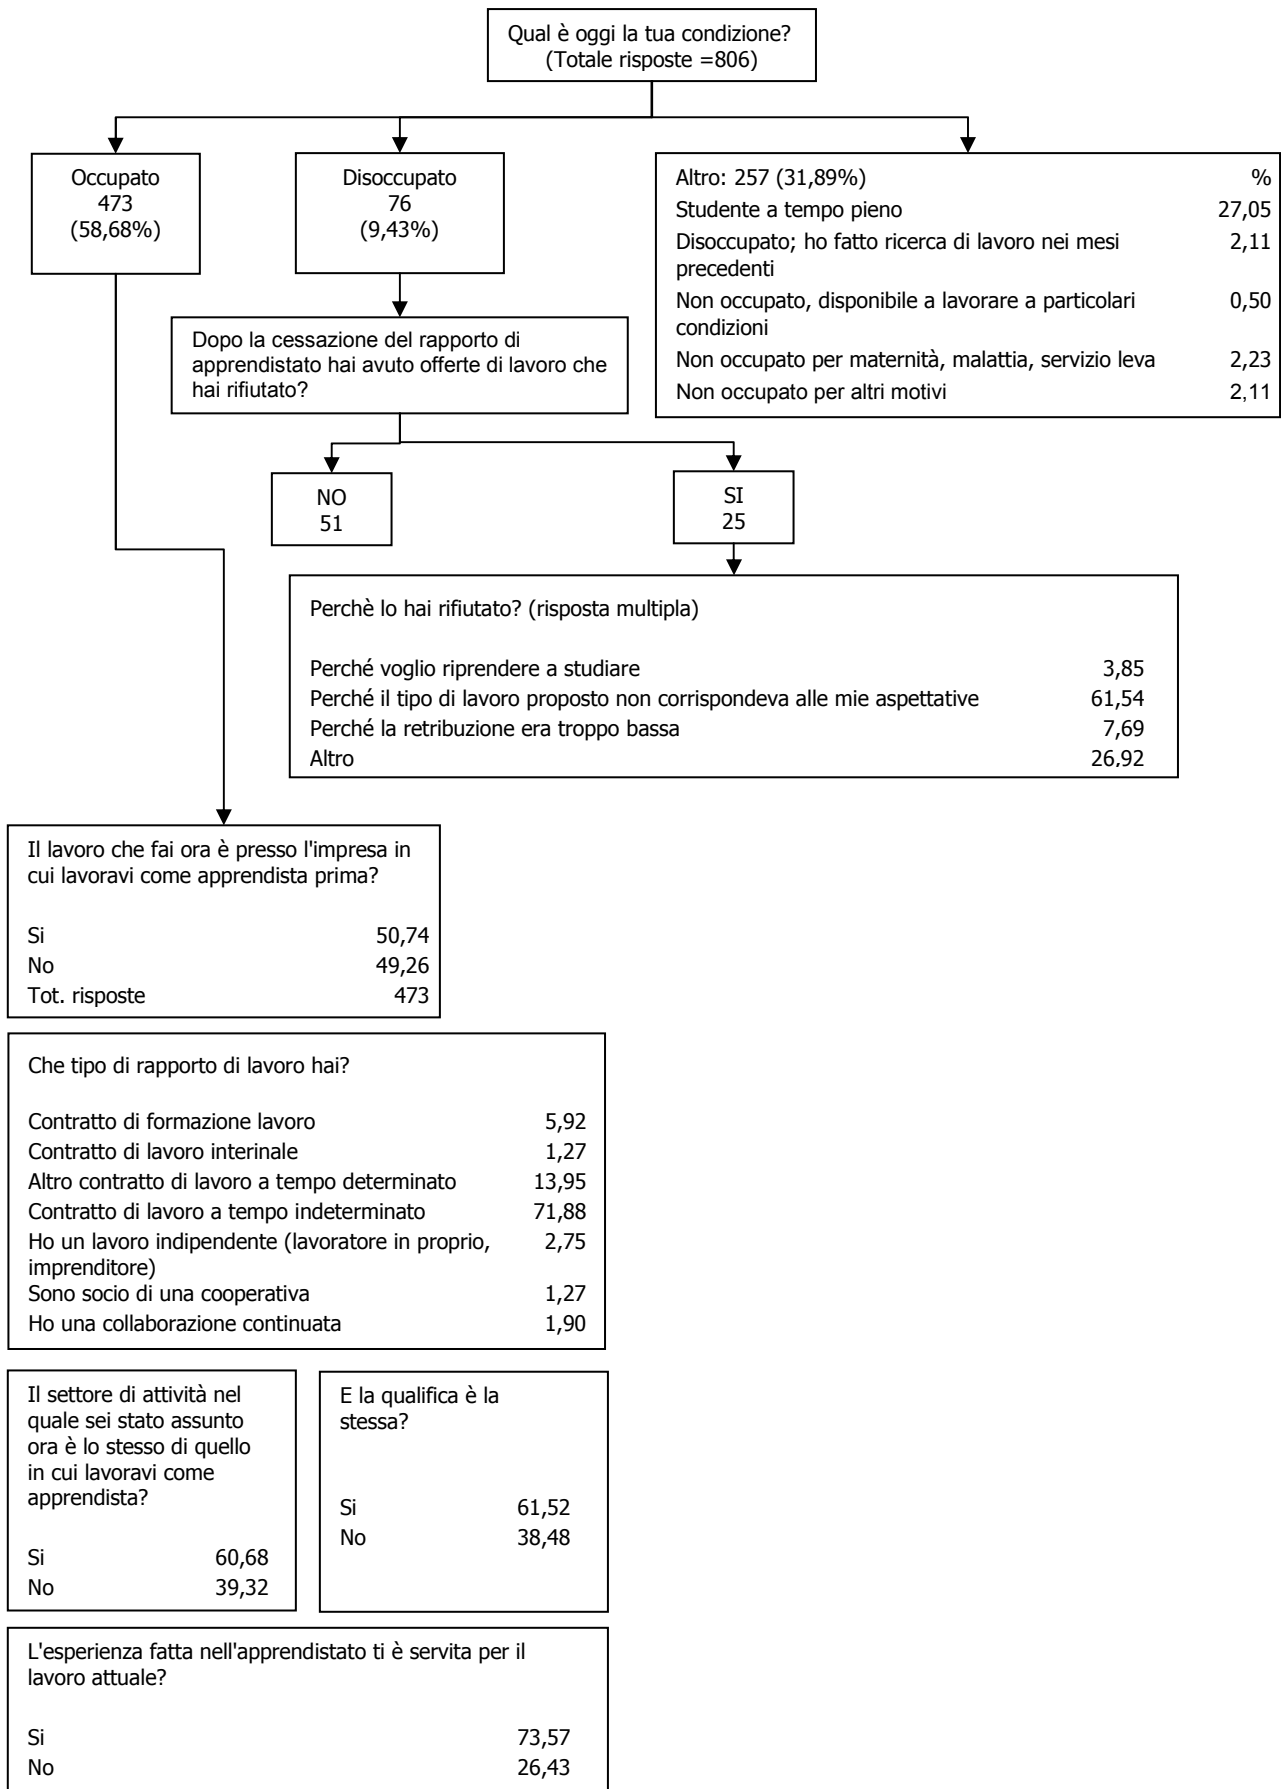 Qual è oggi la tua condizione?
(Totale risposte =806)
Occupato
473
(58,68%)
Disoccupato
76
(9,43%)
Altro: 257 (31,89%) %
Studente a tempo pieno 27,05
Disoccupato; ho fatto ricerca di lavoro nei mesi 2,11
precedenti
Non occupato, disponibile a lavorare a particolari 0,50
condizioni
Non occupato per maternità, malattia, servizio leva 2,23
Non occupato per altri motivi 2,11
Dopo la cessazione del rapporto di
apprendistato hai avuto offerte di lavoro che
hai rifiutato?
NO
51
SI
25
Perchè lo hai rifiutato? (risposta multipla)
Perché voglio riprendere a studiare 3,85
Perché il tipo di lavoro proposto non corrispondeva alle mie aspettative 61,54
Perché la retribuzione era troppo bassa 7,69
Altro 26,92
Il lavoro che fai ora è presso l'impresa in
cui lavoravi come apprendista prima?
Si 50,74
No 49,26
Tot. risposte 473
Che tipo di rapporto di lavoro hai?
Contratto di formazione lavoro 5,92
Contratto di lavoro interinale 1,27
Altro contratto di lavoro a tempo determinato 13,95
Contratto di lavoro a tempo indeterminato 71,88
Ho un lavoro indipendente (lavoratore in proprio, 2,75
imprenditore)
Sono socio di una cooperativa 1,27
Ho una collaborazione continuata 1,90
Il settore di attività nel
quale sei stato assunto
ora è lo stesso di quello
in cui lavoravi come
apprendista?
Si 60,68
No 39,32
E la qualifica è la
stessa?
Si 61,52
No 38,48
L'esperienza fatta nell'apprendistato ti è servita per il
lavoro attuale?
Si 73,57
No 26,43